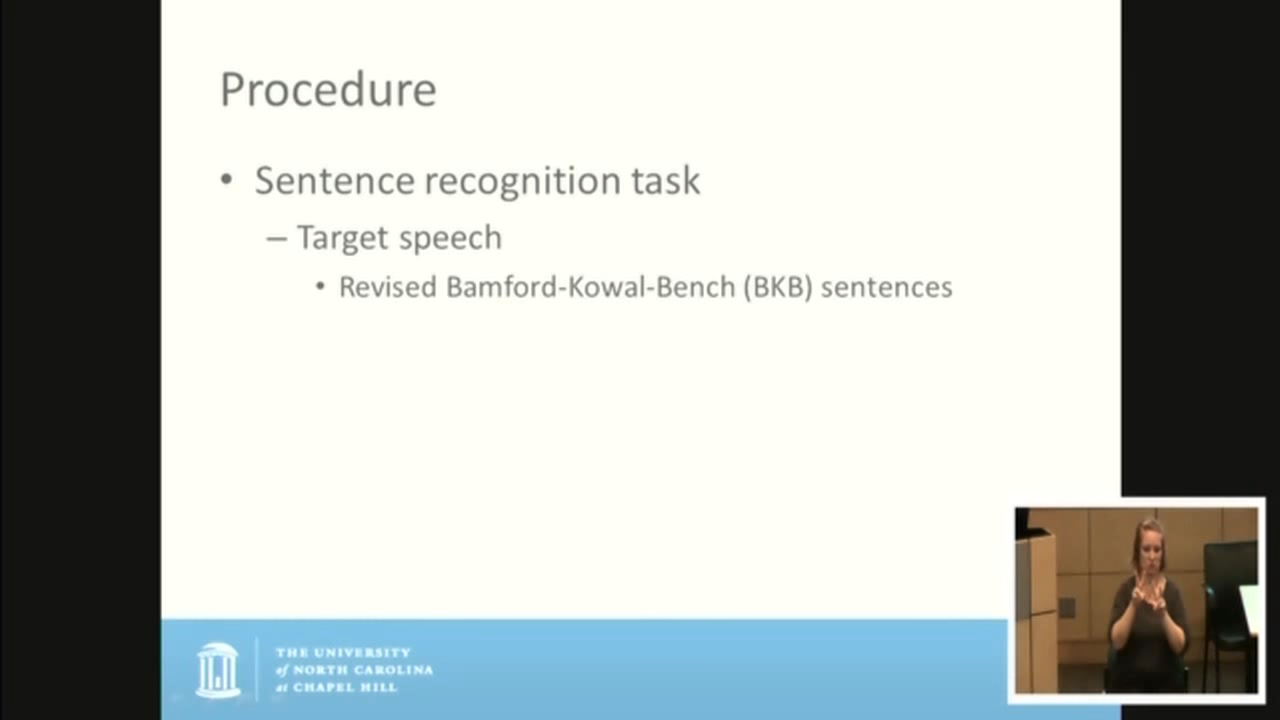 Procedure
• Sentence recognition task
– Target speech
• Revised Bamford-Kowal-Bench (BKB) sentences
THE UNIVERSITY
of NORTH CAROLINA
at CHAPEL HILL